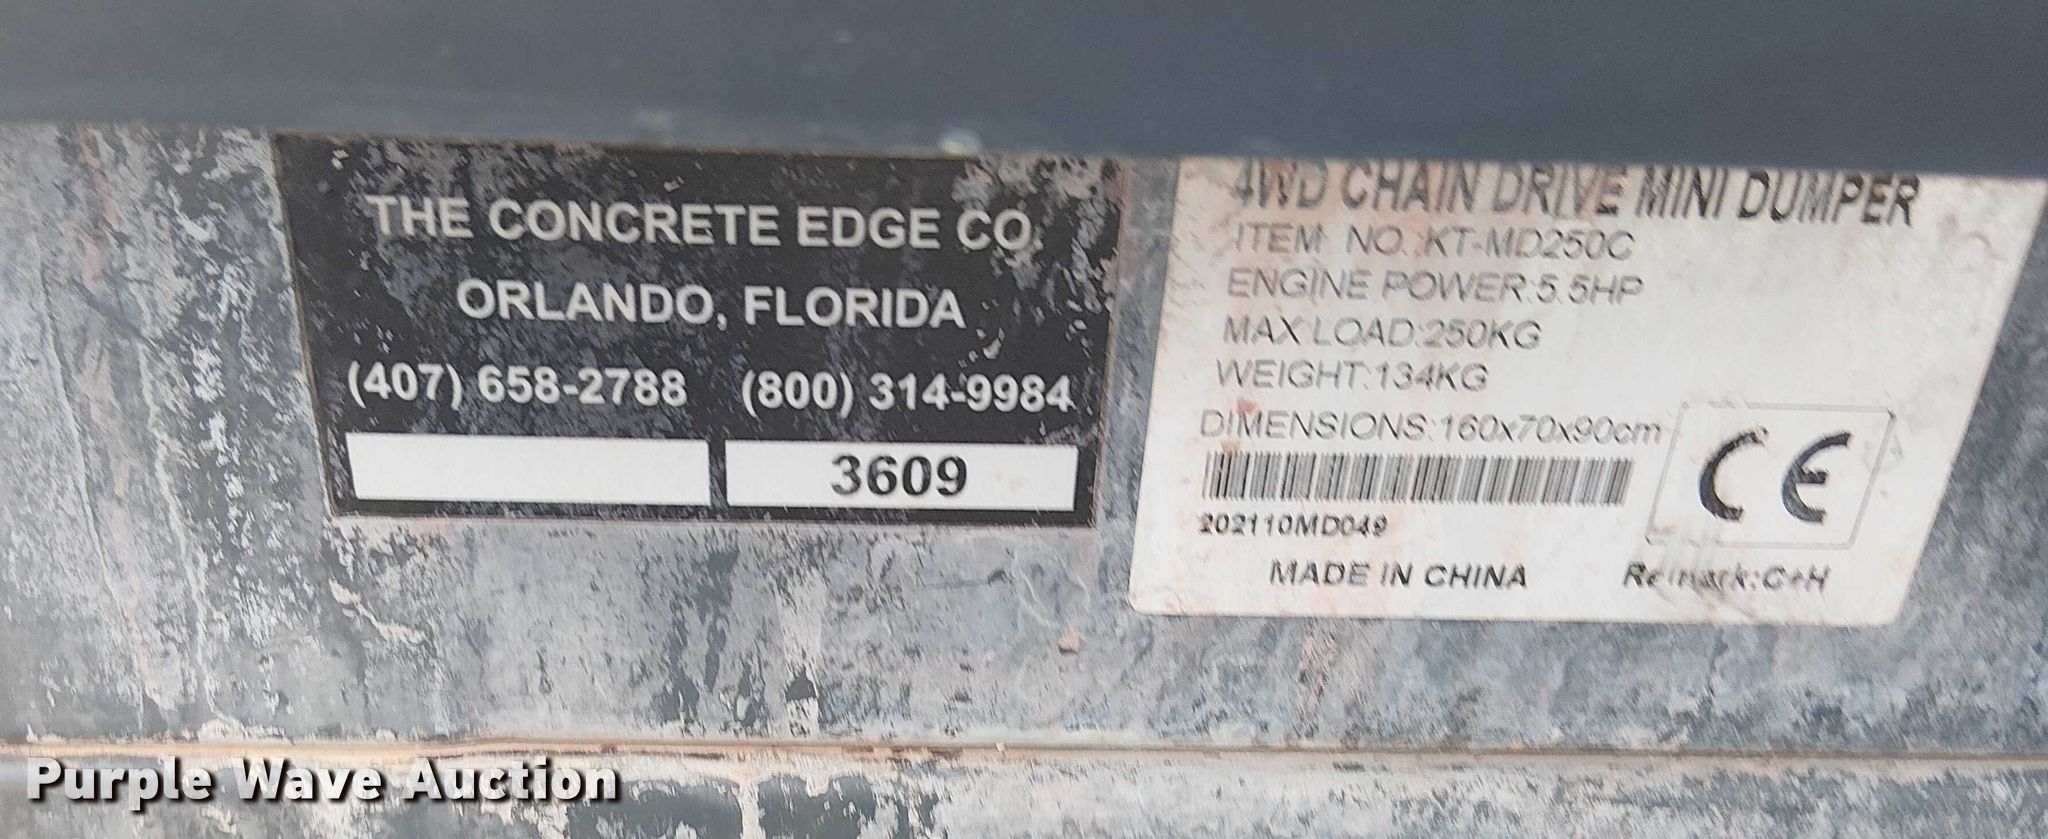 THE CONCRETE EDGE CO.
ORLANDO, FLORIDA
(407) 658-2788 (800) 314-9984
3609
4WD CHAIN DRIVE MINI DUMPER
ITEM NO.:KT-MD250C
ENGINE POWER:5.5HP
MAX LOAD:250KG
WEIGHT:134KG
DIMENSIONS:160x70x90cm
202110MD049
CE
MADE IN CHINA
Remark:C+H
Purple Wave Auction